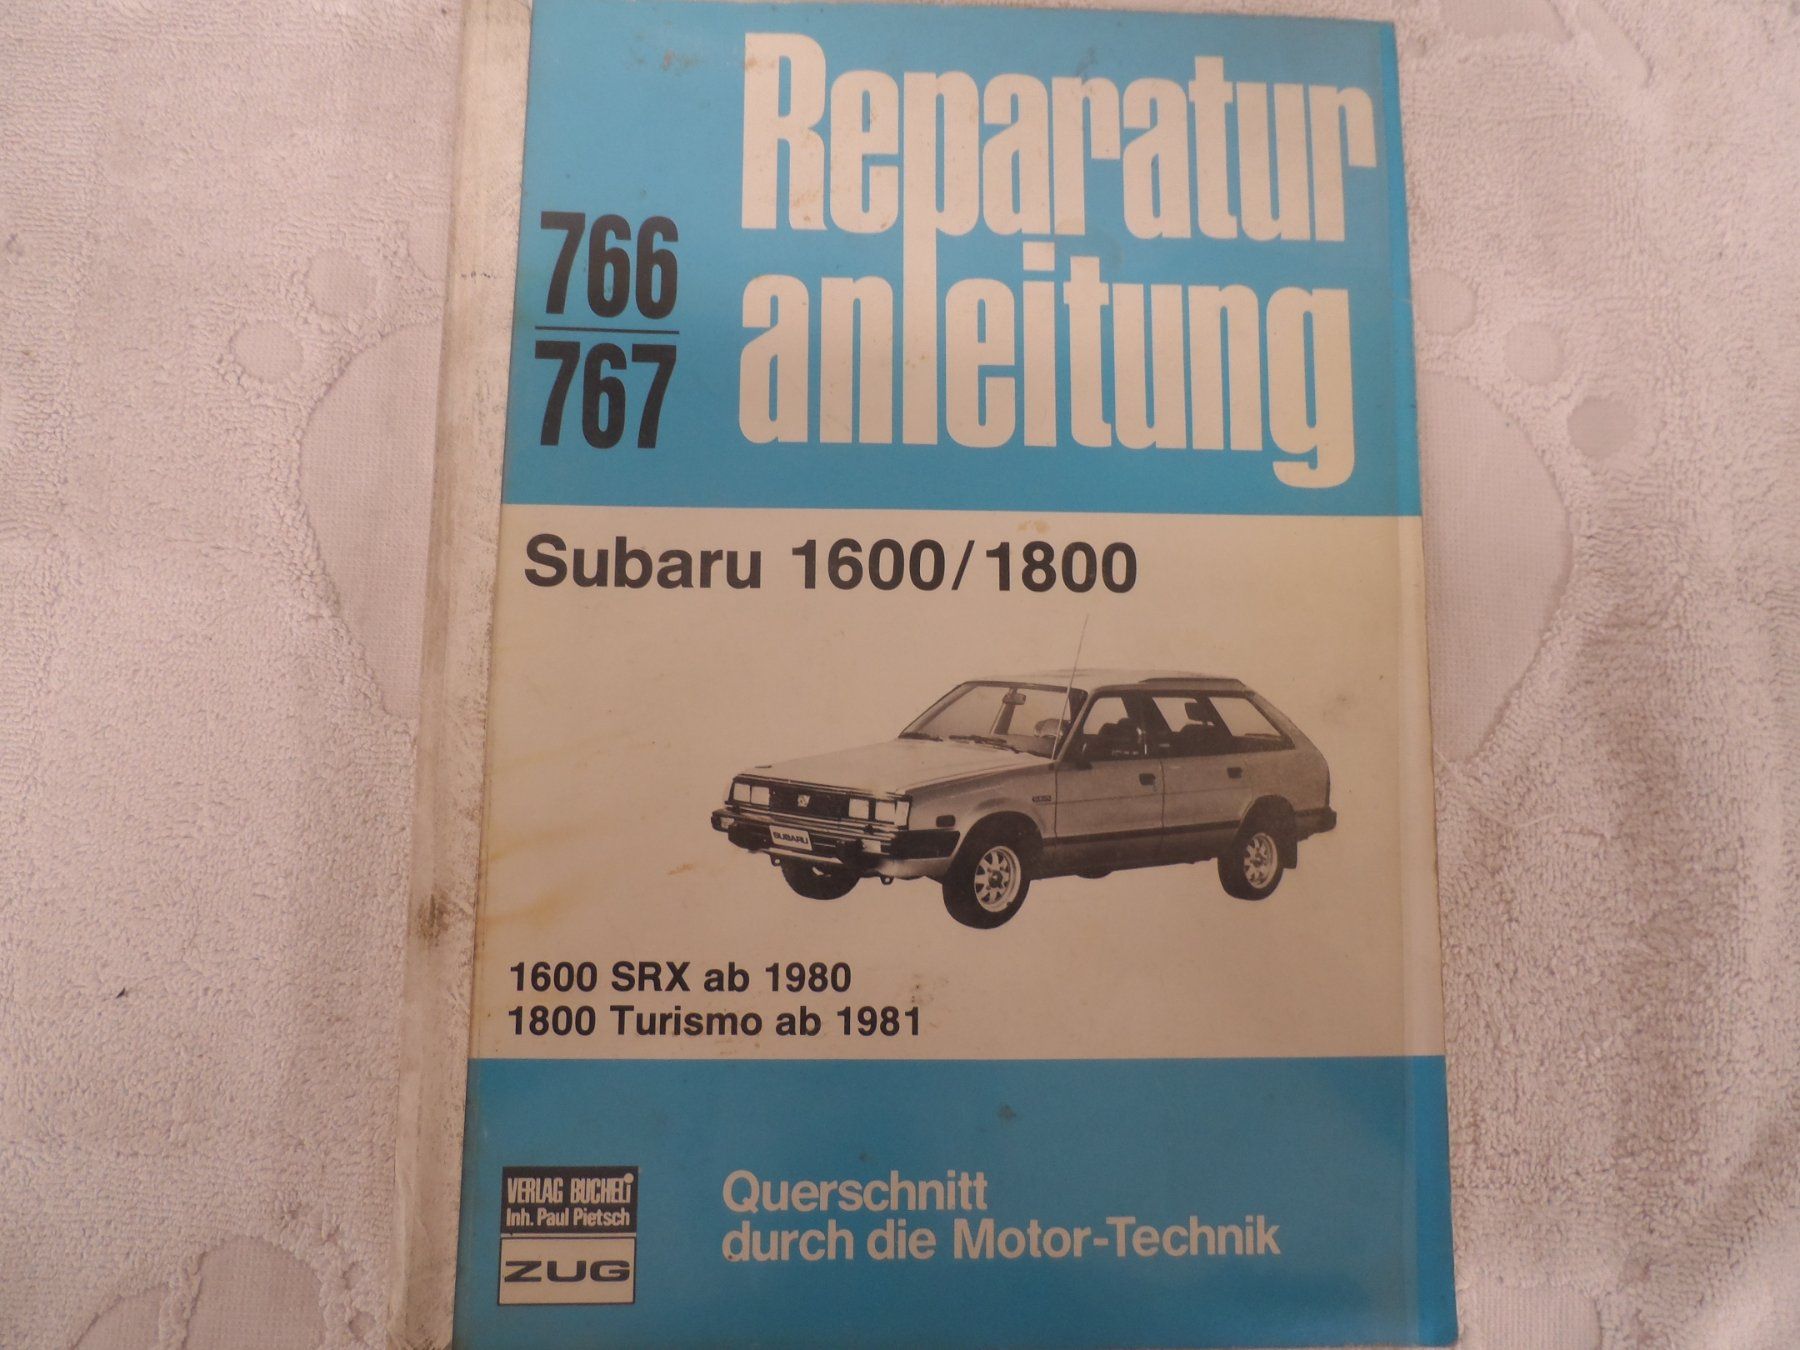 Reparatur
anleitung
766
767
Subaru 1600/1800
SUBARU
1600 SRX ab 1980
1800 Turismo ab 1981
VERLAG BUCHELi
Inh. Paul Pietsch
ZUG
Querschnitt
durch die Motor-Technik